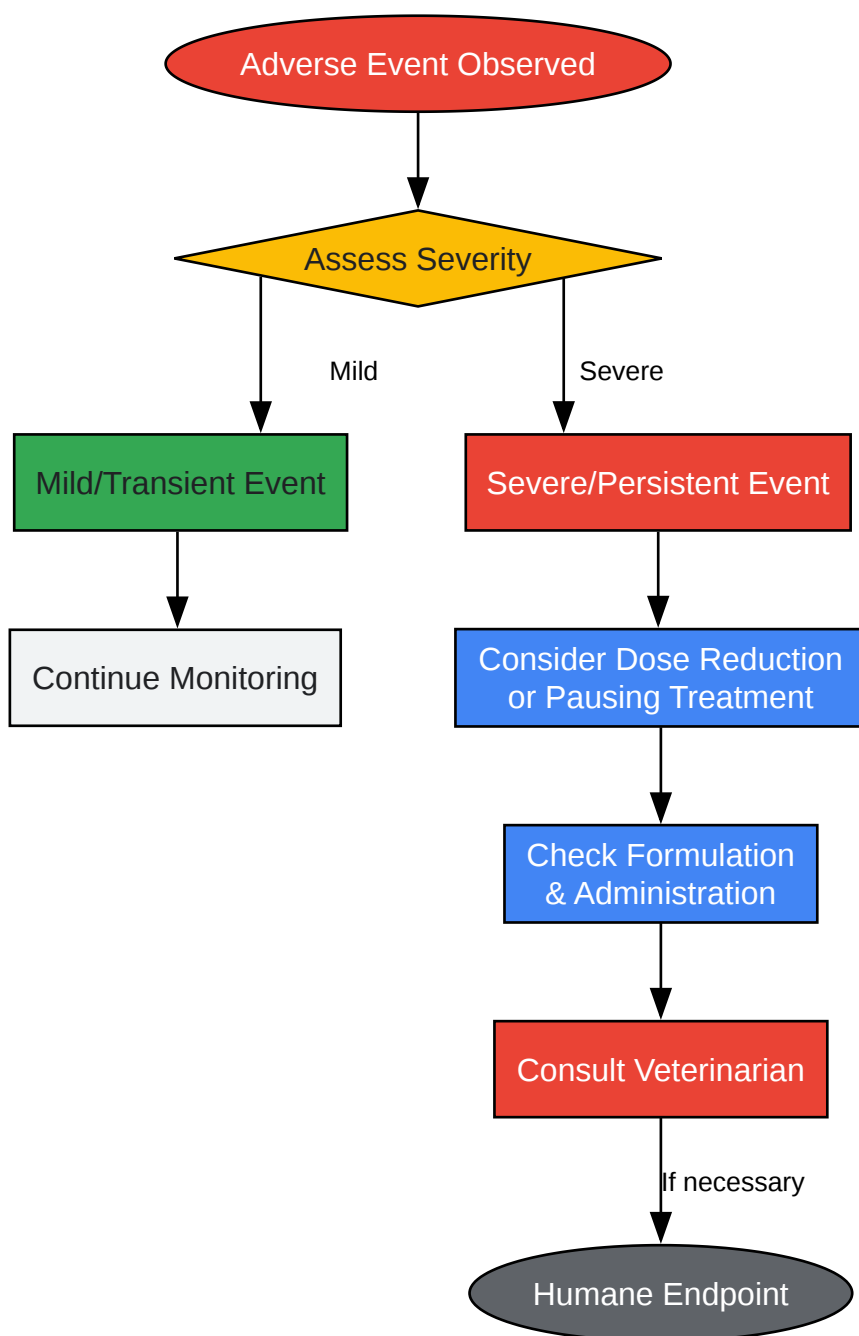 Adverse Event Observed
Assess Severity
Mild
Severe
Mild/Transient Event
Severe/Persistent Event
Continue Monitoring
Consider Dose Reduction
or Pausing Treatment
Check Formulation
& Administration
Consult Veterinarian
If necessary
Humane Endpoint